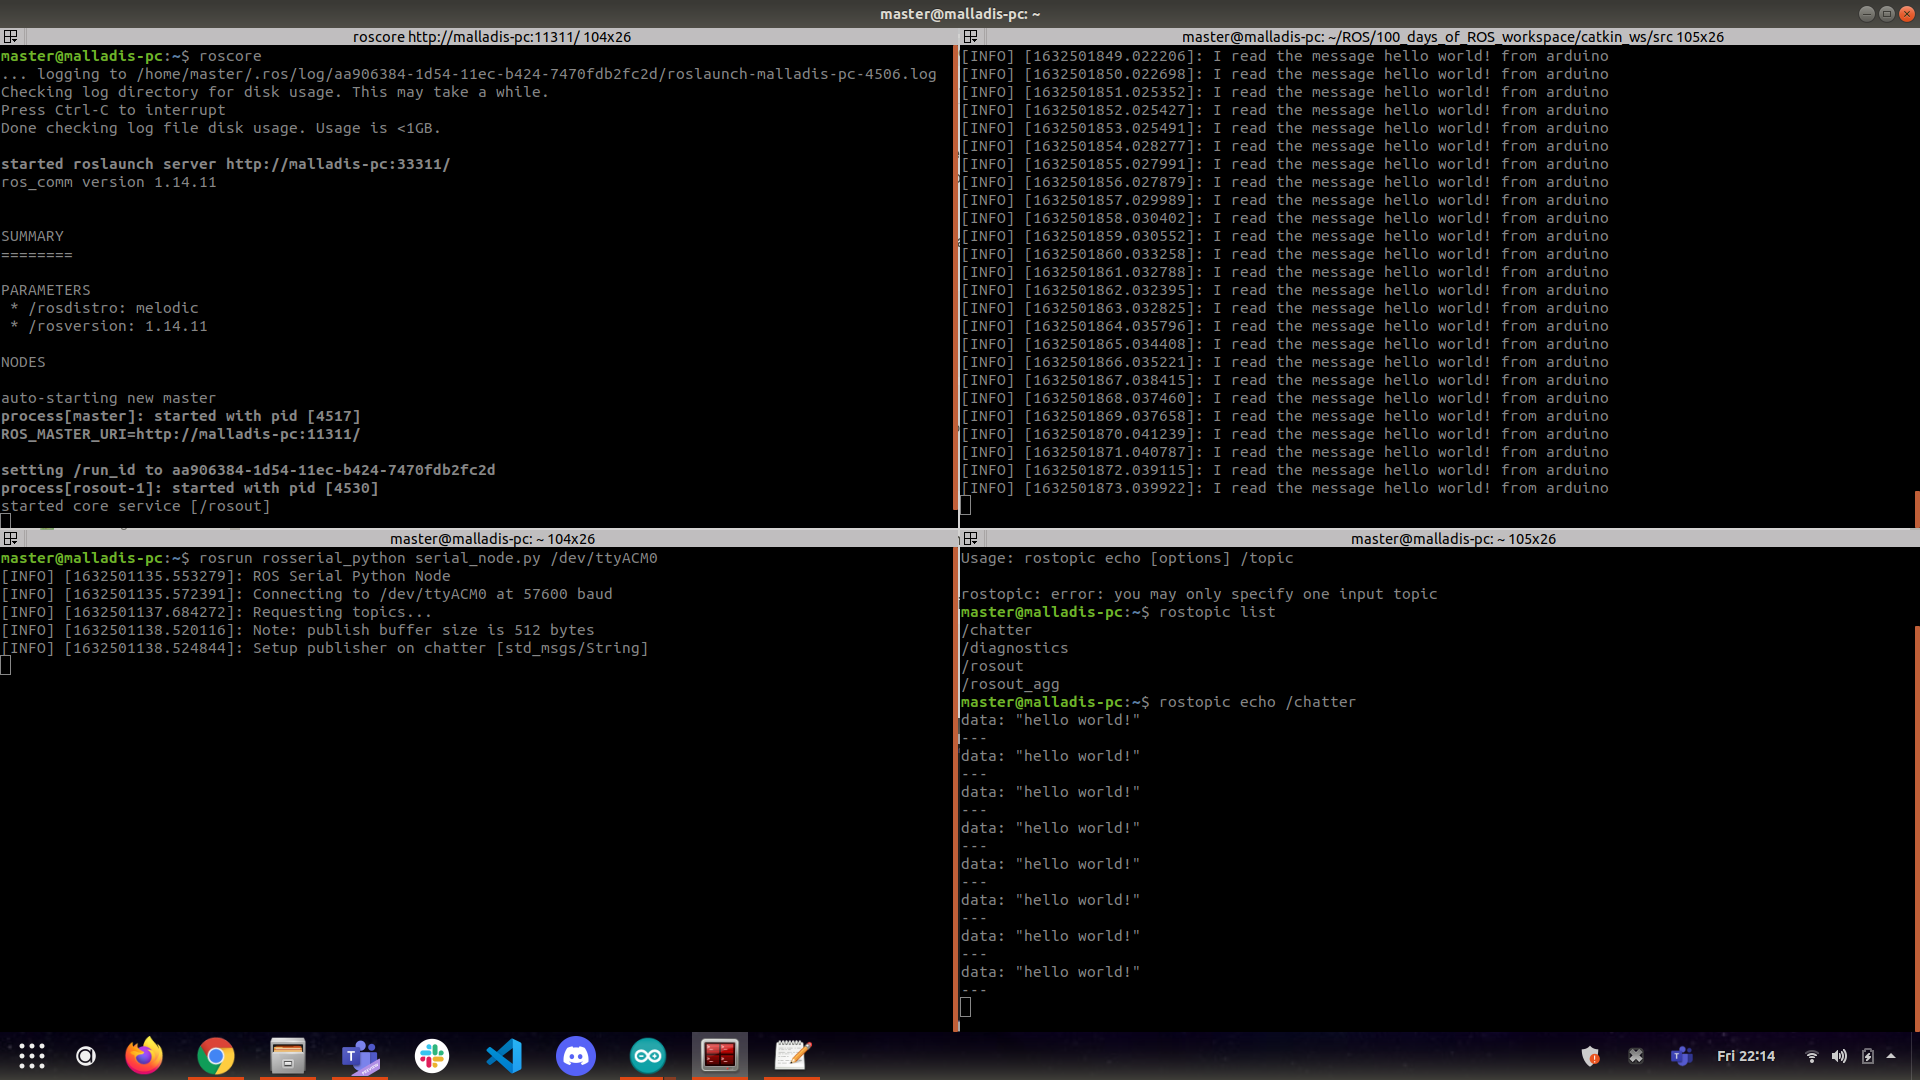 master@malladis-pc: ~
roscore http://malladis-pc:11311/ 104x26
master@malladis-pc:~$ roscore
... logging to /home/master/.ros/log/aa906384-1d54-11ec-b424-7470fdb2fc2d/roslaunch-malladis-pc-4506.log
Checking log directory for disk usage. This may take a while.
Press Ctrl-C to interrupt
Done checking log file disk usage. Usage is <1GB.
started roslaunch server http://malladis-pc:33311/
ros_comm version 1.14.11
SUMMARY
========
PARAMETERS
* /rosdistro: melodic
* /rosversion: 1.14.11
NODES
auto-starting new master
process[master]: started with pid [4517]
ROS_MASTER_URI=http://malladis-pc:11311/
setting /run_id to aa906384-1d54-11ec-b424-7470fdb2fc2d
process[rosout-1]: started with pid [4530]
started core service [/rosout]
master@malladis-pc: ~/ROS/100_days_of_ROS_workspace/catkin_ws/src 105x26
[INFO] [1632501849.022206]: I read the message hello world! from arduino
[INFO] [1632501850.022698]: I read the message hello world! from arduino
[INFO] [1632501851.025352]: I read the message hello world! from arduino
[INFO] [1632501852.025427]: I read the message hello world! from arduino
[INFO] [1632501853.025491]: I read the message hello world! from arduino
[INFO] [1632501854.028277]: I read the message hello world! from arduino
[INFO] [1632501855.027991]: I read the message hello world! from arduino
[INFO] [1632501856.027879]: I read the message hello world! from arduino
[INFO] [1632501857.029989]: I read the message hello world! from arduino
[INFO] [1632501858.030402]: I read the message hello world! from arduino
[INFO] [1632501859.030552]: I read the message hello world! from arduino
[INFO] [1632501860.033258]: I read the message hello world! from arduino
[INFO] [1632501861.032788]: I read the message hello world! from arduino
[INFO] [1632501862.032395]: I read the message hello world! from arduino
[INFO] [1632501863.032825]: I read the message hello world! from arduino
[INFO] [1632501864.035796]: I read the message hello world! from arduino
[INFO] [1632501865.034408]: I read the message hello world! from arduino
[INFO] [1632501866.035221]: I read the message hello world! from arduino
[INFO] [1632501867.038415]: I read the message hello world! from arduino
[INFO] [1632501868.037460]: I read the message hello world! from arduino
[INFO] [1632501869.037658]: I read the message hello world! from arduino
[INFO] [1632501870.041239]: I read the message hello world! from arduino
[INFO] [1632501871.040787]: I read the message hello world! from arduino
[INFO] [1632501872.039115]: I read the message hello world! from arduino
[INFO] [1632501873.039922]: I read the message hello world! from arduino
master@malladis-pc: ~ 104x26
master@malladis-pc:~$ rosrun rosserial_python serial_node.py /dev/ttyACM0
[INFO] [1632501135.553279]: ROS Serial Python Node
[INFO] [1632501135.572391]: Connecting to /dev/ttyACM0 at 57600 baud
[INFO] [1632501137.684272]: Requesting topics...
[INFO] [1632501138.520116]: Note: publish buffer size is 512 bytes
[INFO] [1632501138.524844]: Setup publisher on chatter [std_msgs/String]
master@malladis-pc: ~ 105x26
Usage: rostopic echo [options] /topic
rostopic: error: you may only specify one input topic
master@malladis-pc:~$ rostopic list
/chatter
/diagnostics
/rosout
/rosout_agg
master@malladis-pc:~$ rostopic echo /chatter
data: "hello world!"
---
data: "hello world!"
---
data: "hello world!"
---
data: "hello world!"
---
data: "hello world!"
---
data: "hello world!"
---
data: "hello world!"
---
data: "hello world!"
---
Fri 22:14